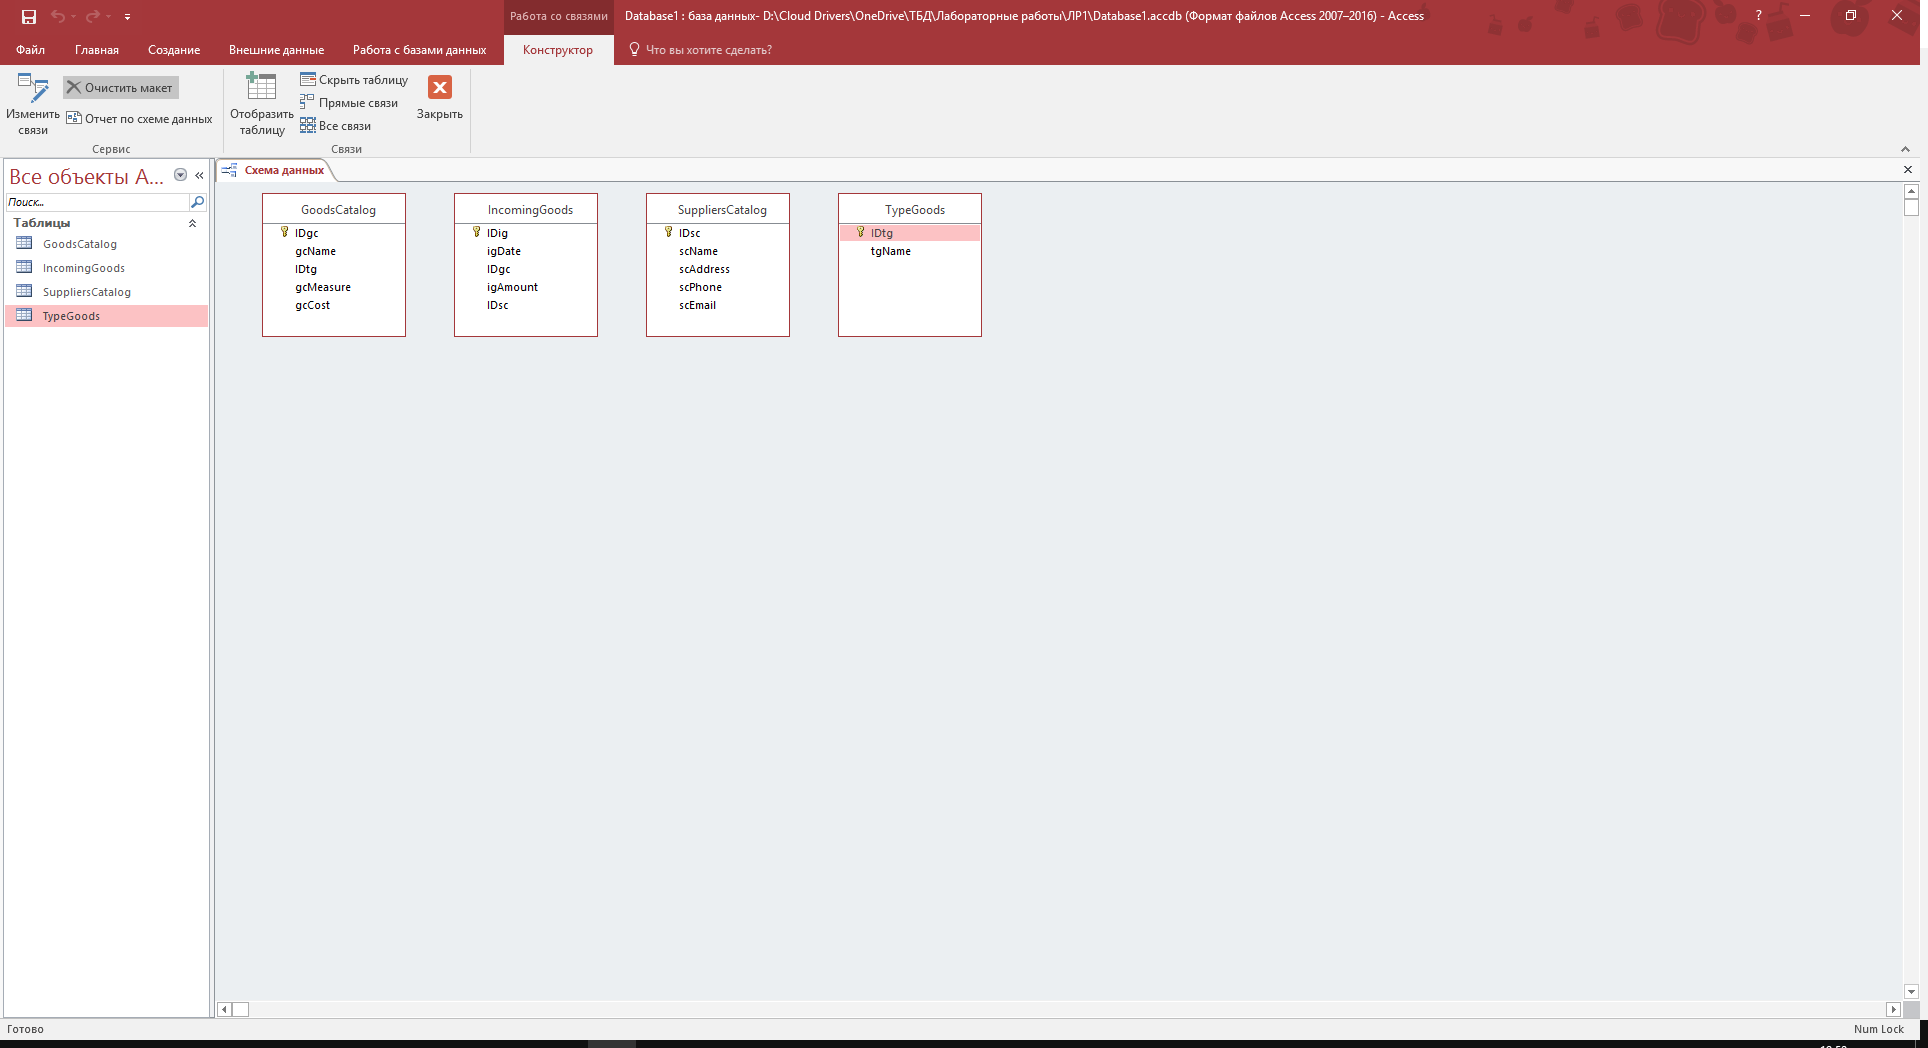 Работа со связями
Database1 : база данных- D:\Cloud Drivers\OneDrive\ТБД\Лабораторные работы\ЛР1\Database1.accdb (Формат файлов Access 2007–2016) - Access
?
Файл Главная Создание Внешние данные Работа с базами данных Конструктор Что вы хотите сделать?
Изменить связи
Очистить макет
Отчет по схеме данных
Сервис
Отобразить таблицу
Скрыть таблицу
Прямые связи
Все связи
Связи
Закрыть
Все объекты A...
Поиск...
Таблицы
GoodsCatalog
IncomingGoods
SuppliersCatalog
TypeGoods
Схема данных
GoodsCatalog
IDgc
gcName
IDtg
gcMeasure
gcCost
IncomingGoods
IDig
igDate
IDgc
igAmount
IDsc
SuppliersCatalog
IDsc
scName
scAddress
scPhone
scEmail
TypeGoods
IDtg
tgName
Готово
Num Lock